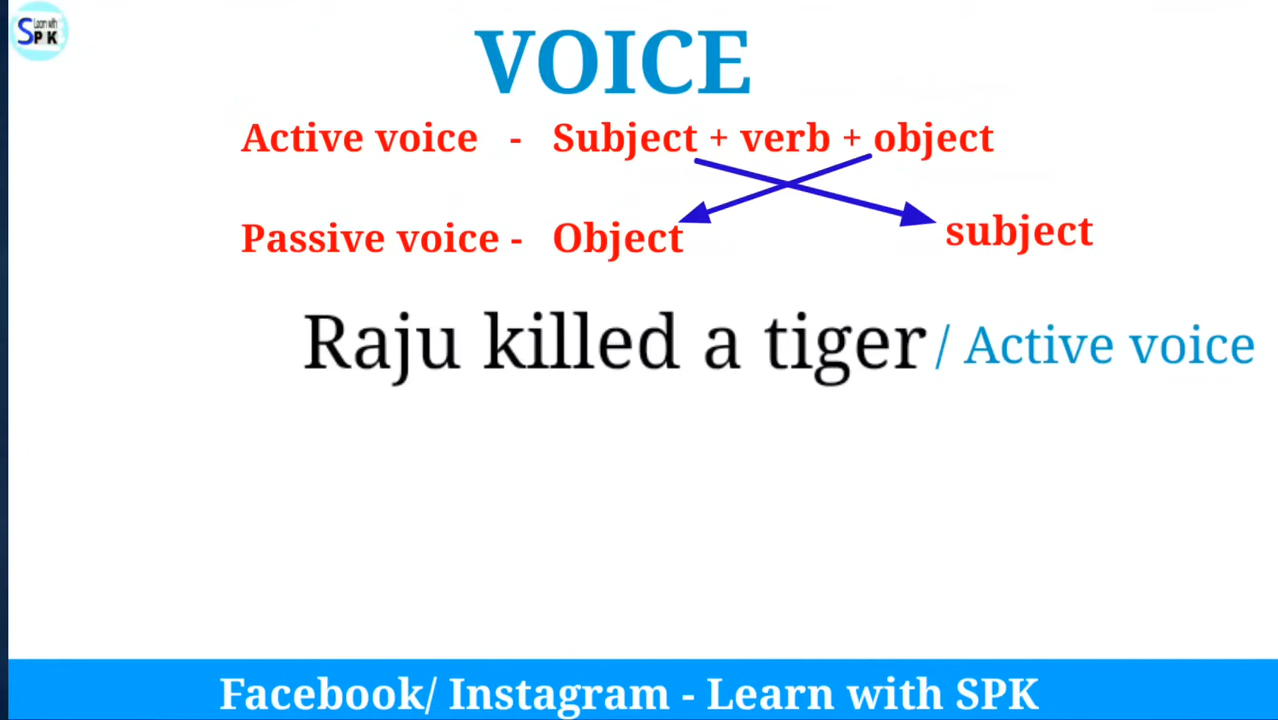 Learn with
SPK
VOICE
Active voice - Subject + verb + object
Passive voice - Object subject
Raju killed a tiger / Active voice
Facebook/ Instagram - Learn with SPK